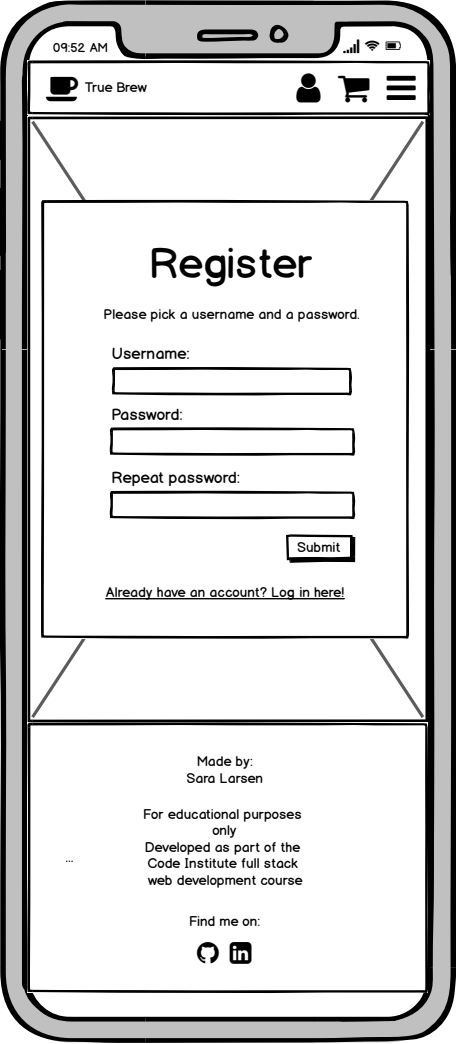 09:52 AM
True Brew
Register
Please pick a username and a password.
Username:
Password:
Repeat password:
Submit
Already have an account? Log in here!
Made by:
Sara Larsen
For educational purposes
only
Developed as part of the
Code Institute full stack
web development course
...
Find me on:
in